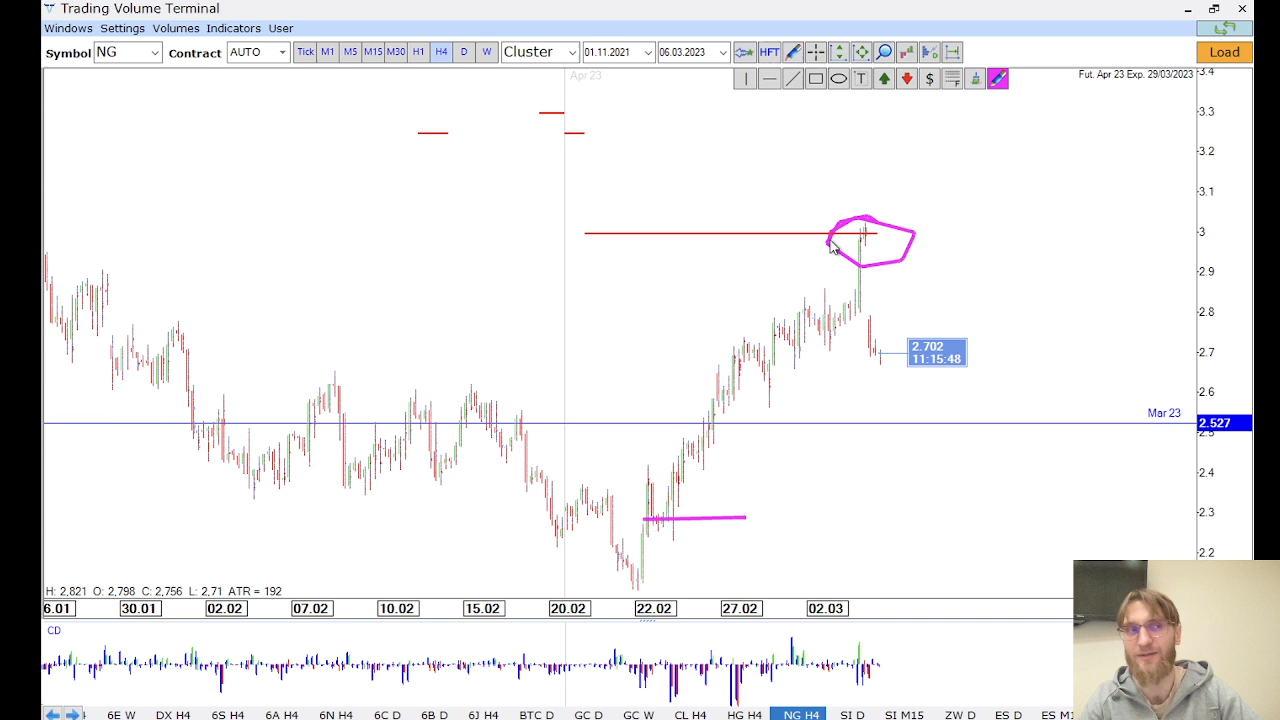 Trading Volume Terminal
Windows Settings Volumes Indicators User
Symbol NG Contract AUTO Tick M1 M5 M15 M30 H1 H4 D W Cluster 01.11.2021 06.03.2023 HFT Load
T $ F
Apr 23
Fut. Apr 23 Exp. 29/03/2023
3.4
3.3
3.2
3.1
3
2.9
2.8
2.702
11:15:48
2.7
2.6
Mar 23
2.527
2.5
2.4
2.3
2.2
H: 2,821 O: 2,798 C: 2,756 L: 2,71 ATR = 192
6.01 30.01 02.02 07.02 10.02 15.02 20.02 22.02 27.02 02.03
CD
6E W DX H4 6S H4 6A H4 6N H4 6C D 6B D 6J H4 BTC D GC D GC W CL H4 HG H4 NG H4 SI D SI M15 ZW D ES D ES M1